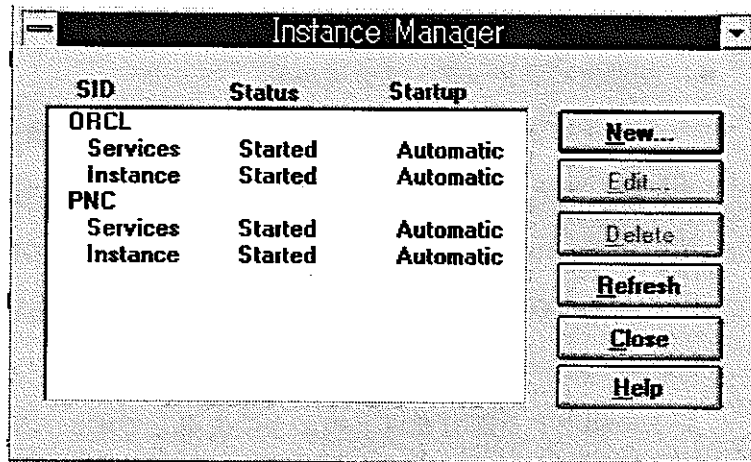 Instance Manager
SID Status Startup
ORCL
Services Started Automatic
Instance Started Automatic
PNC
Services Started Automatic
Instance Started Automatic
New...
Edit...
Delete
Refresh
Close
Help